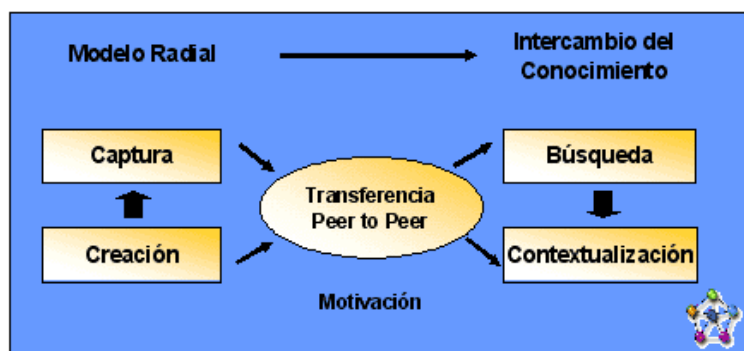 Modelo Radial
Intercambio del
Conocimiento
Captura
Búsqueda
Transferencia
Peer to Peer
Creación
Contextualización
Motivación